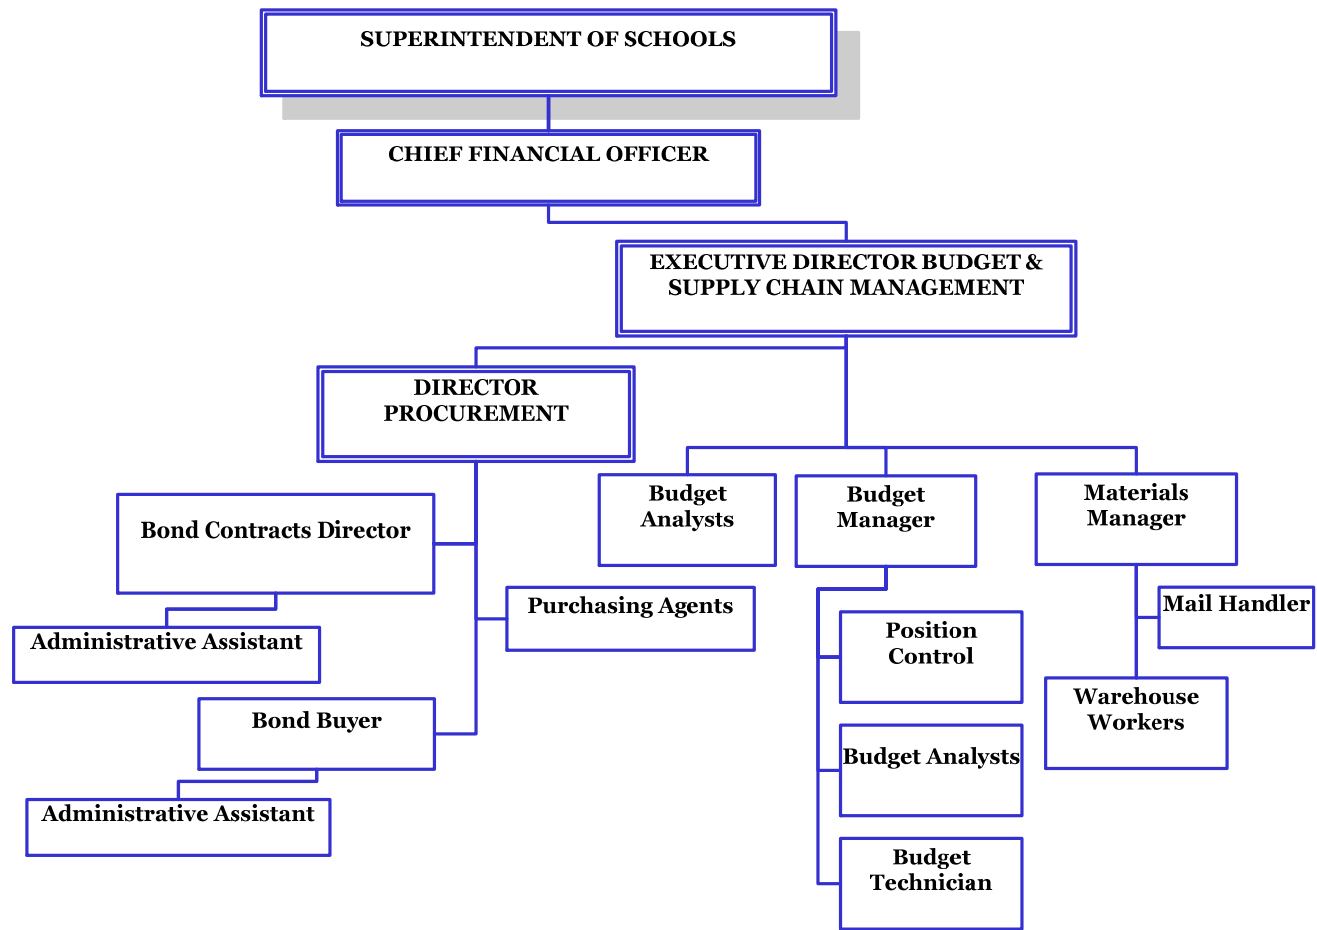 SUPERINTENDENT OF SCHOOLS
CHIEF FINANCIAL OFFICER
EXECUTIVE DIRECTOR BUDGET &
SUPPLY CHAIN MANAGEMENT
DIRECTOR
PROCUREMENT
Budget
Analysts
Budget
Manager
Materials
Manager
Bond Contracts Director
Purchasing Agents
Mail Handler
Administrative Assistant
Position
Control
Warehouse
Workers
Bond Buyer
Budget Analysts
Administrative Assistant
Budget
Technician